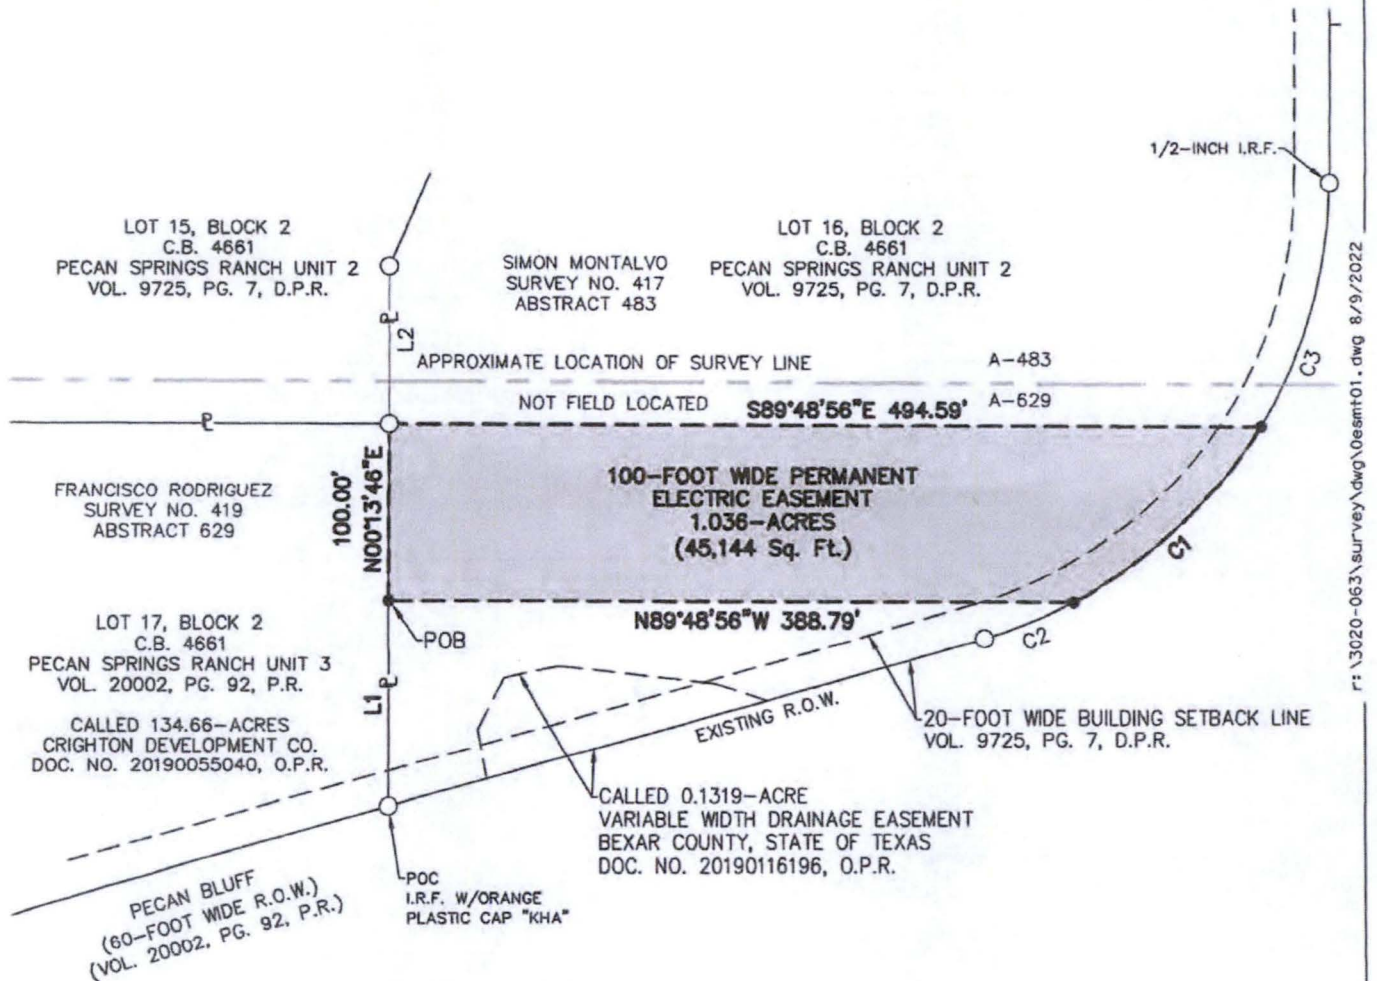 1/2-INCH I.R.F.
LOT 15, BLOCK 2
C.B. 4661
PECAN SPRINGS RANCH UNIT 2
VOL. 9725, PG. 7, D.P.R.
SIMON MONTALVO
SURVEY NO. 417
ABSTRACT 483
LOT 16, BLOCK 2
C.B. 4661
PECAN SPRINGS RANCH UNIT 2
VOL. 9725, PG. 7, D.P.R.
r:\3020-063\survey\dwg\0esmt01.dwg 8/9/2022
L2
C3
APPROXIMATE LOCATION OF SURVEY LINE
A-483
NOT FIELD LOCATED
A-629
S89°48'56"E 494.59'
100.00'
N00°13'46"E
100-FOOT WIDE PERMANENT
ELECTRIC EASEMENT
1.036-ACRES
(45,144 Sq. Ft.)
FRANCISCO RODRIGUEZ
SURVEY NO. 419
ABSTRACT 629
C1
N89°48'56"W 388.79'
POB
C2
LOT 17, BLOCK 2
C.B. 4661
PECAN SPRINGS RANCH UNIT 3
VOL. 20002, PG. 92, P.R.
CALLED 134.66-ACRES
CRIGHTON DEVELOPMENT CO.
DOC. NO. 20190055040, O.P.R.
L1
EXISTING R.O.W.
20-FOOT WIDE BUILDING SETBACK LINE
VOL. 9725, PG. 7, D.P.R.
CALLED 0.1319-ACRE
VARIABLE WIDTH DRAINAGE EASEMENT
BEXAR COUNTY, STATE OF TEXAS
DOC. NO. 20190116196, O.P.R.
POC
I.R.F. W/ORANGE
PLASTIC CAP "KHA"
PECAN BLUFF
(60-FOOT WIDE R.O.W.)
(VOL. 20002, PG. 92, P.R.)